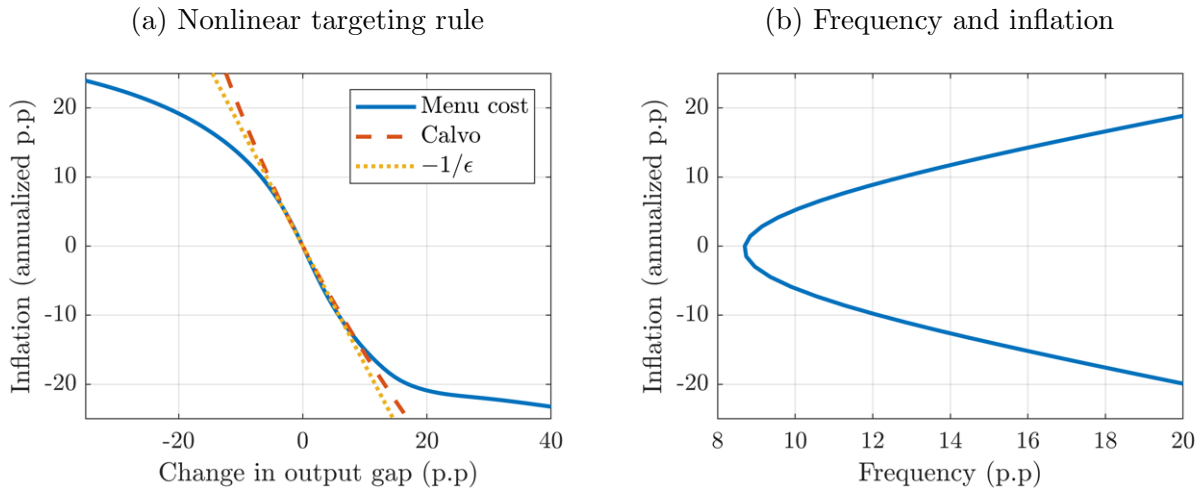 (a) Nonlinear targeting rule
Inflation (annualized p.p)
20
10
0
-10
-20
-20
0
20
40
Change in output gap (p.p)
Menu cost
Calvo
−1/ϵ
(b) Frequency and inflation
Inflation (annualized p.p)
20
10
0
-10
-20
8
10
12
14
16
18
20
Frequency (p.p)